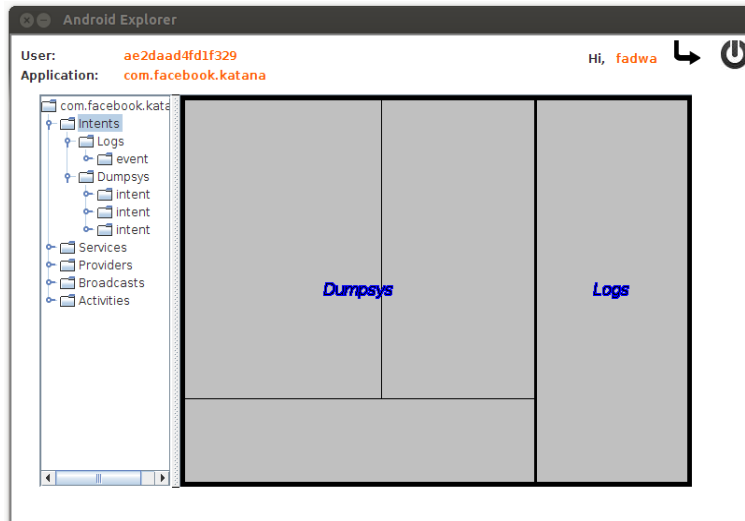 Android Explorer
User: ae2daad4fd1f329
Application: com.facebook.katana
Hi, fadwa
com.facebook.kata
Intents
Logs
event
Dumpsys
intent
intent
intent
Services
Providers
Broadcasts
Activities
Dumpsys
Logs